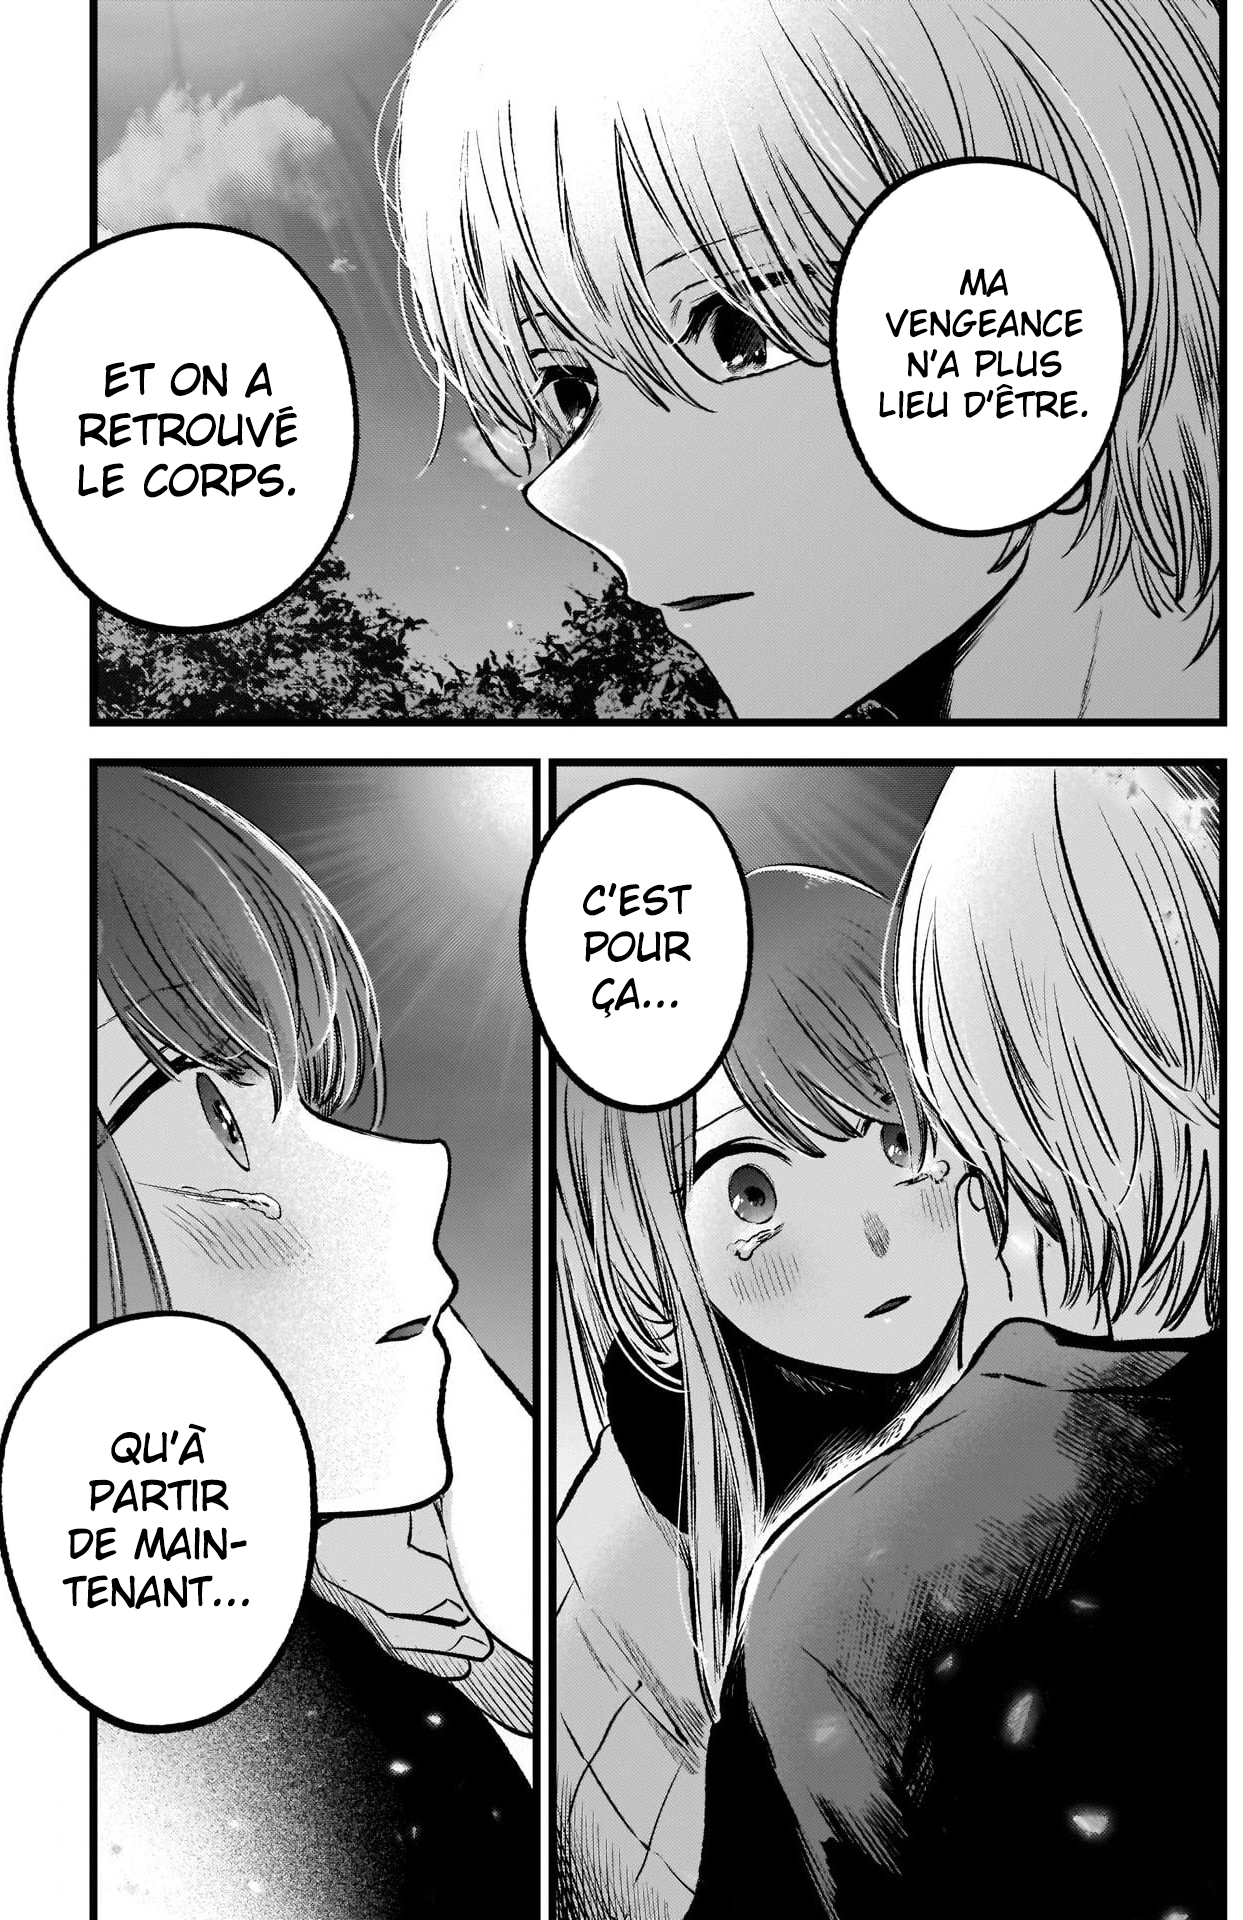 MA
VENGEANCE
N'A PLUS
LIEU D'ÊTRE.
ET ON A
RETROUVÉ
LE CORPS.
C'EST
POUR
ÇA...
QU'À
PARTIR
DE MAIN-
TENANT...